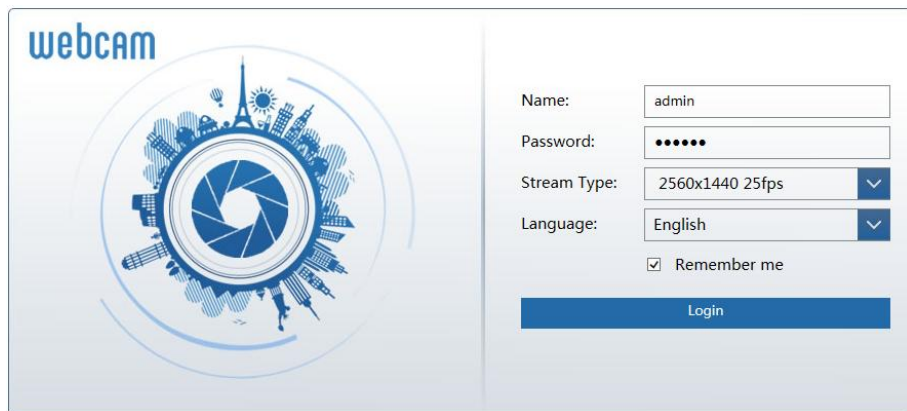 webcam
Name: admin
Password: ••••••
Stream Type: 2560x1440 25fps
Language: English
Remember me
Login